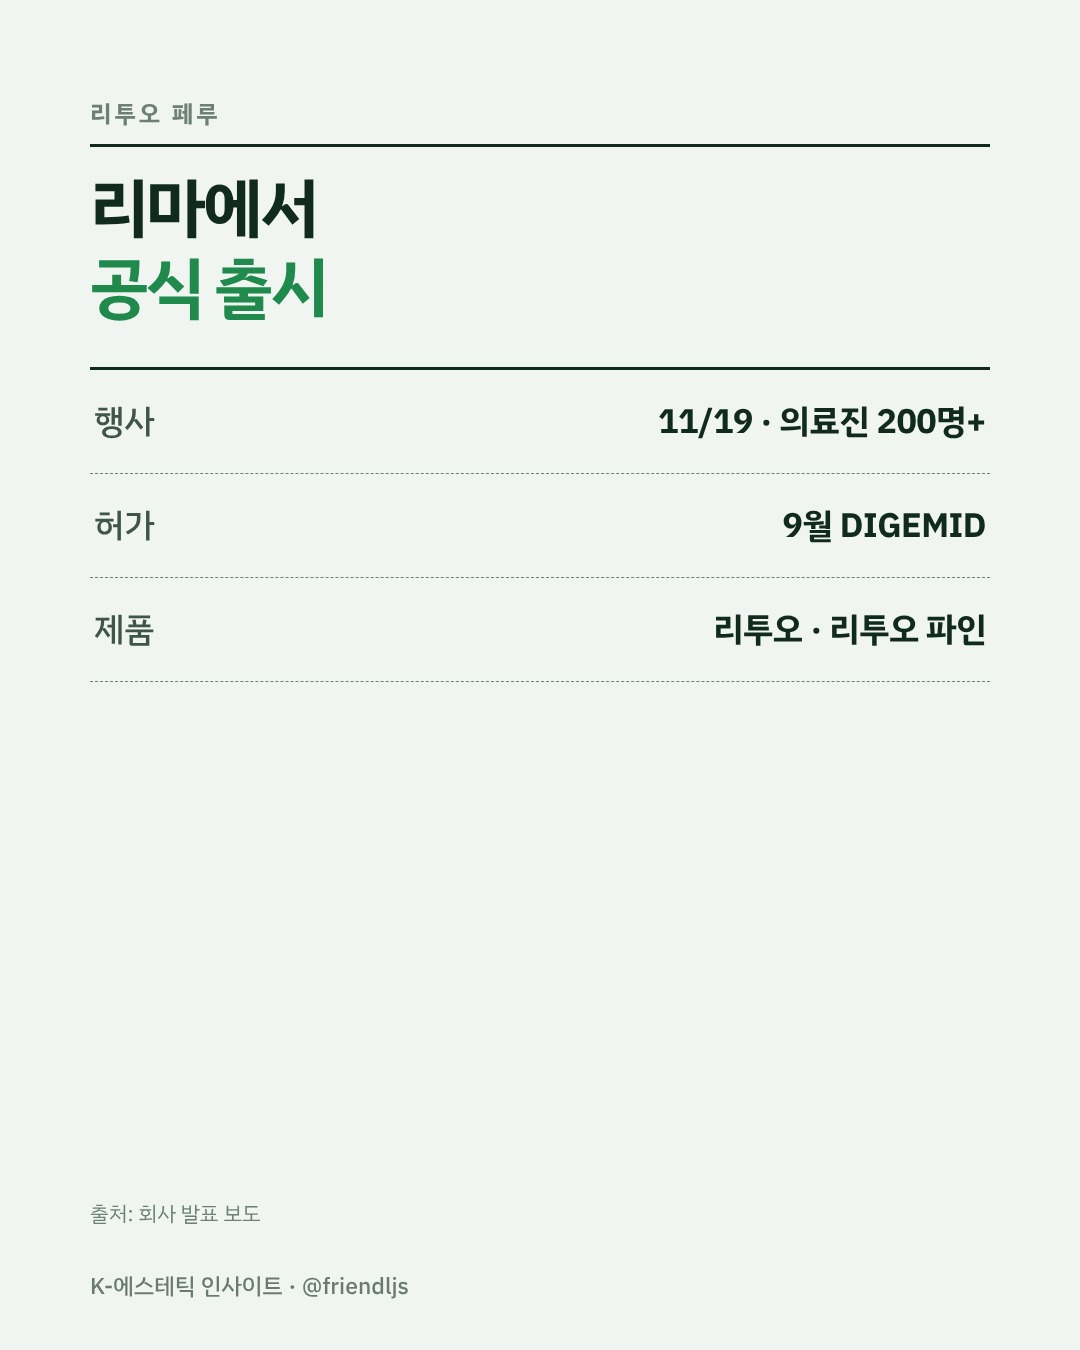 리투오 페루
리마에서
공식 출시
행사 11/19 · 의료진 200명+
허가 9월 DIGEMID
제품 리투오 · 리투오 파인
출처: 회사 발표 보도
K-에스테틱 인사이트 · @friendljs